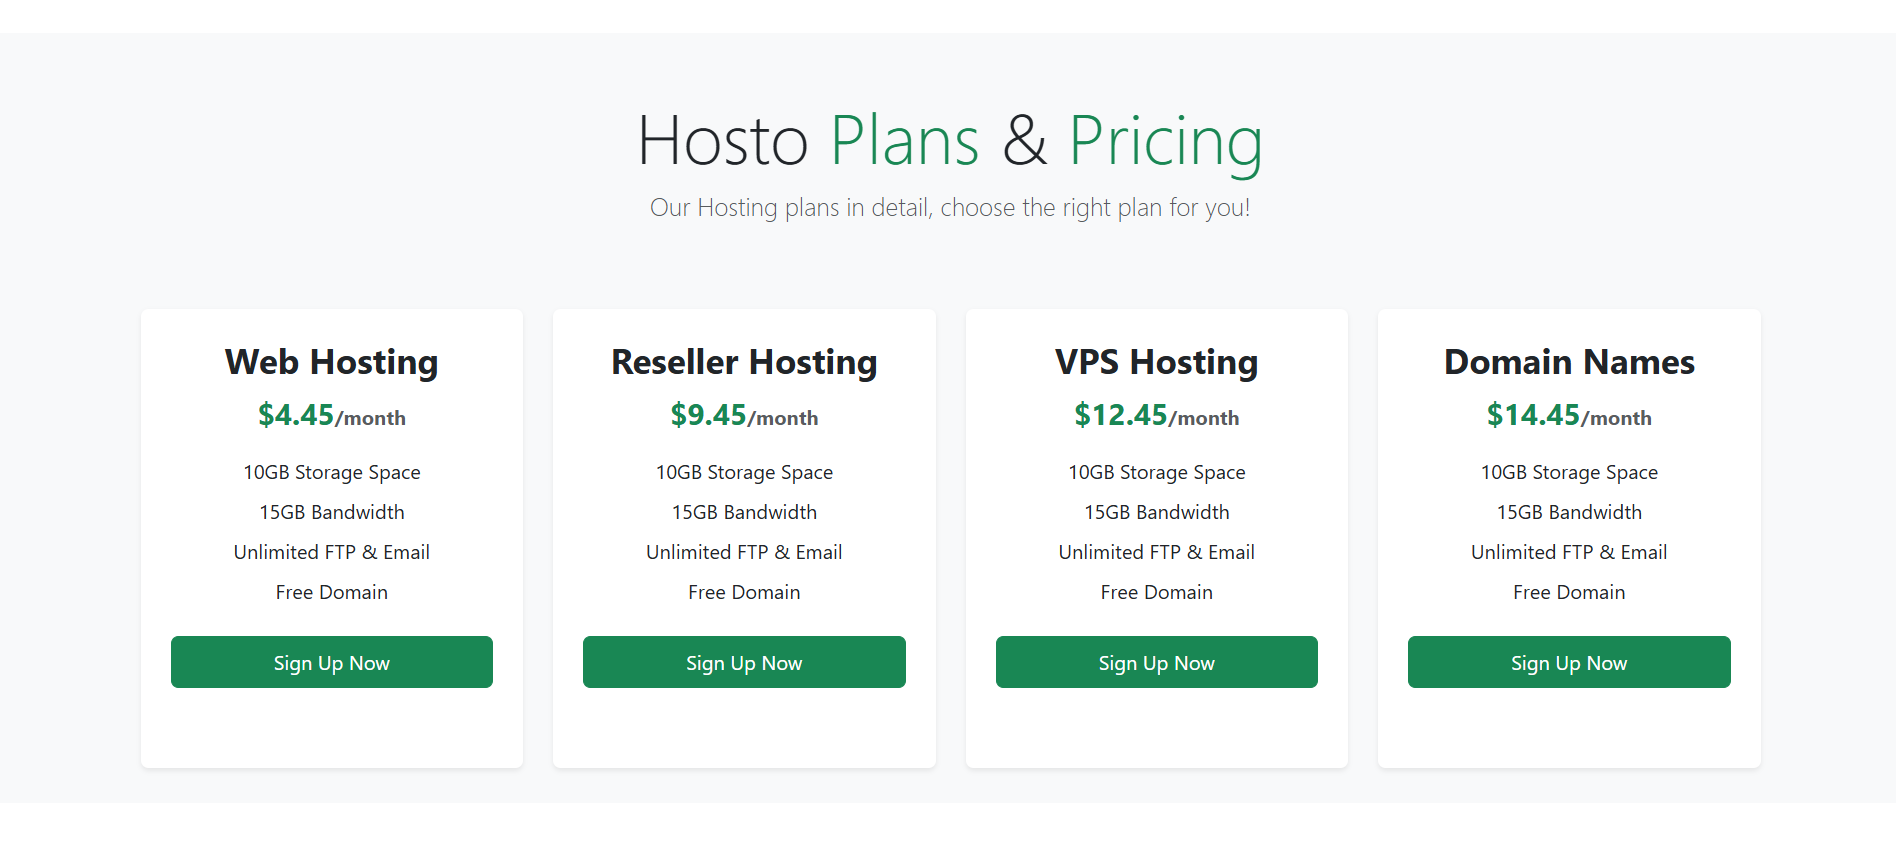 Hosto Plans & Pricing
Our Hosting plans in detail, choose the right plan for you!
Web Hosting
$4.45/month
10GB Storage Space
15GB Bandwidth
Unlimited FTP & Email
Free Domain
Sign Up Now
Reseller Hosting
$9.45/month
10GB Storage Space
15GB Bandwidth
Unlimited FTP & Email
Free Domain
Sign Up Now
VPS Hosting
$12.45/month
10GB Storage Space
15GB Bandwidth
Unlimited FTP & Email
Free Domain
Sign Up Now
Domain Names
$14.45/month
10GB Storage Space
15GB Bandwidth
Unlimited FTP & Email
Free Domain
Sign Up Now